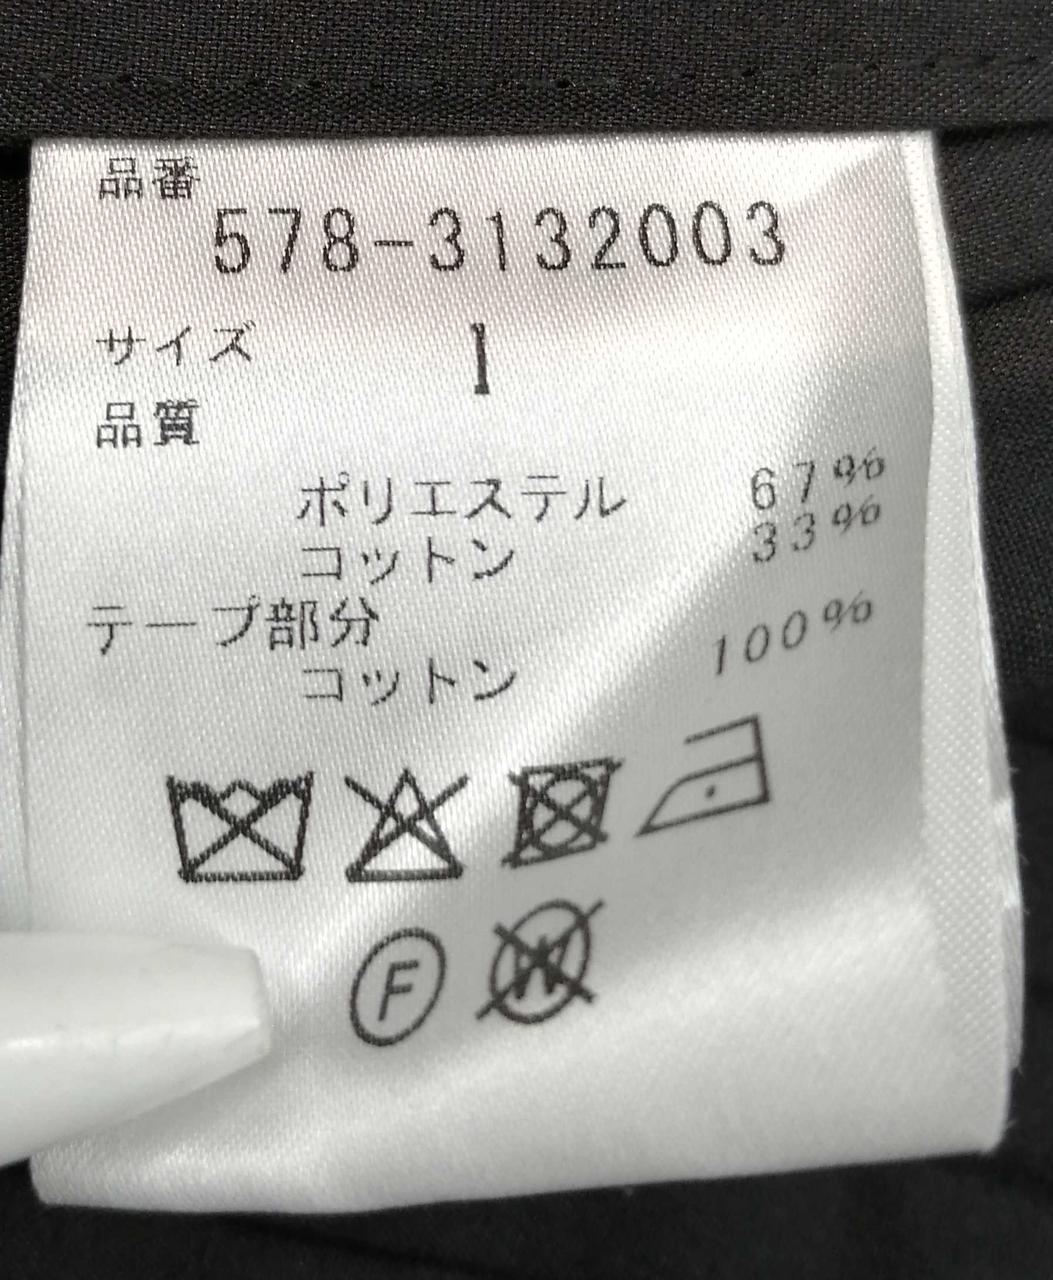 品番
578-3132003
サイズ 1
品質
ポリエステル 67%
コットン 33%
テープ部分
コットン 100%
F
W